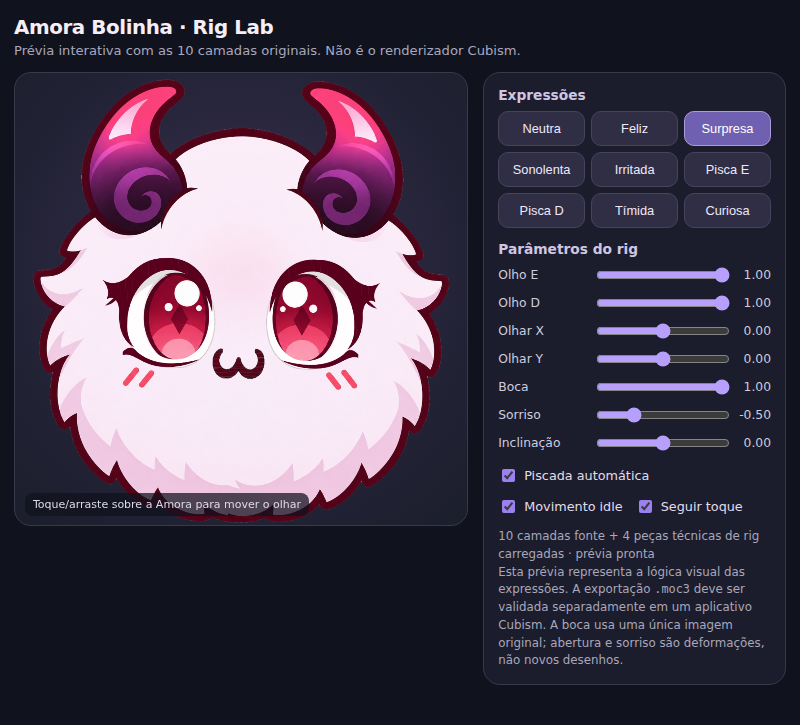 Amora Bolinha · Rig Lab
Prévia interativa com as 10 camadas originais. Não é o renderizador Cubism.
Toque/arraste sobre a Amora para mover o olhar
Expressões
Neutra Feliz Surpresa
Sonolenta Irritada Pisca E
Pisca D Tímida Curiosa
Parâmetros do rig
Olho E 1.00
Olho D 1.00
Olhar X 0.00
Olhar Y 0.00
Boca 1.00
Sorriso -0.50
Inclinação 0.00
Piscada automática
Movimento idle Seguir toque
10 camadas fonte + 4 peças técnicas de rig
carregadas · prévia pronta
Esta prévia representa a lógica visual das
expressões. A exportação .moc3 deve ser
validada separadamente em um aplicativo
Cubism. A boca usa uma única imagem
original; abertura e sorriso são deformações,
não novos desenhos.